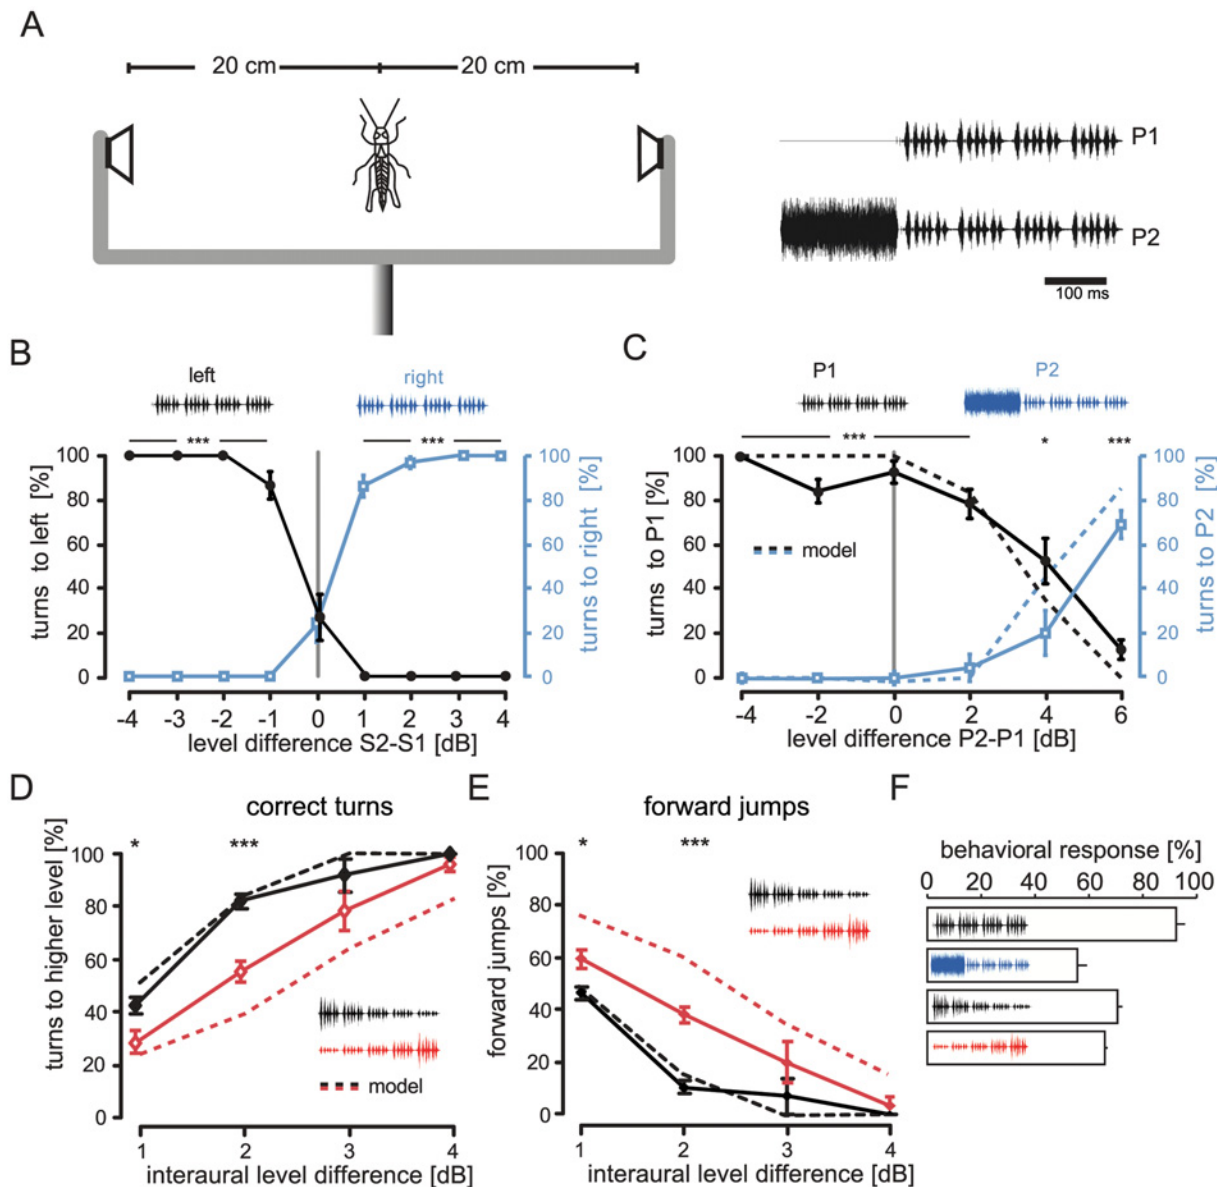 A
20 cm 20 cm
P1
P2
100 ms
B
left right
*** ***
100 100
80 80
60 60
40 40
20 20
0 0
turns to left [%]
turns to right [%]
-4 -3 -2 -1 0 1 2 3 4
level difference S2-S1 [dB]
C
P1 P2
*** * ***
100 100
80 80
60 60
40 40
20 20
0 0
turns to P1 [%]
turns to P2 [%]
model
-4 -2 0 2 4 6
level difference P2-P1 [dB]
D
correct turns
* ***
100
80
60
40
20
0
turns to higher level [%]
model
1 2 3 4
interaural level difference [dB]
E
forward jumps
* ***
100
80
60
40
20
0
forward jumps [%]
1 2 3 4
interaural level difference [dB]
F
behavioral response [%]
0 20 40 60 80 100